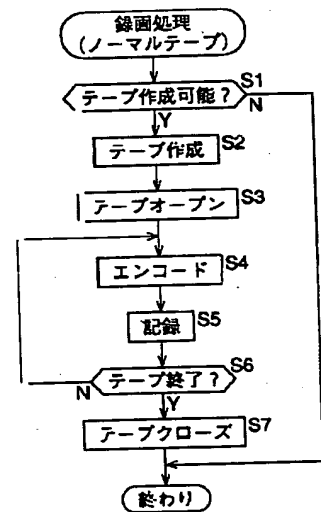 録画処理
(ノーマルテープ)
テープ作成可能? S1
Y N
テープ作成 S2
テープオープン S3
エンコード S4
記録 S5
テープ終了? S6
N Y
テープクローズ S7
終わり